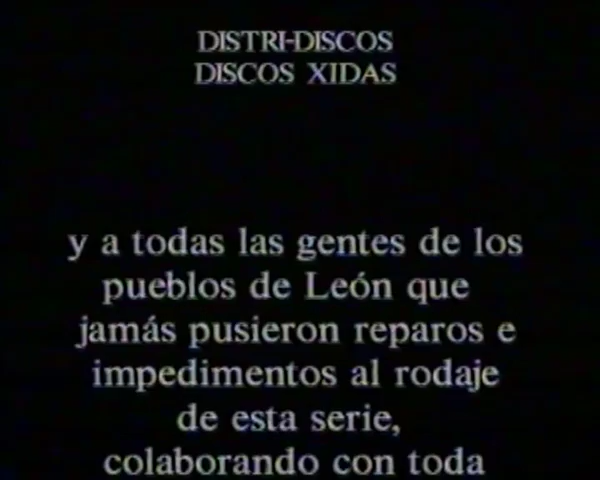 DISTRI-DISCOS
DISCOS XIDAS
y a todas las gentes de los
pueblos de León que
jamás pusieron reparos e
impedimentos al rodaje
de esta serie,
colaborando con toda